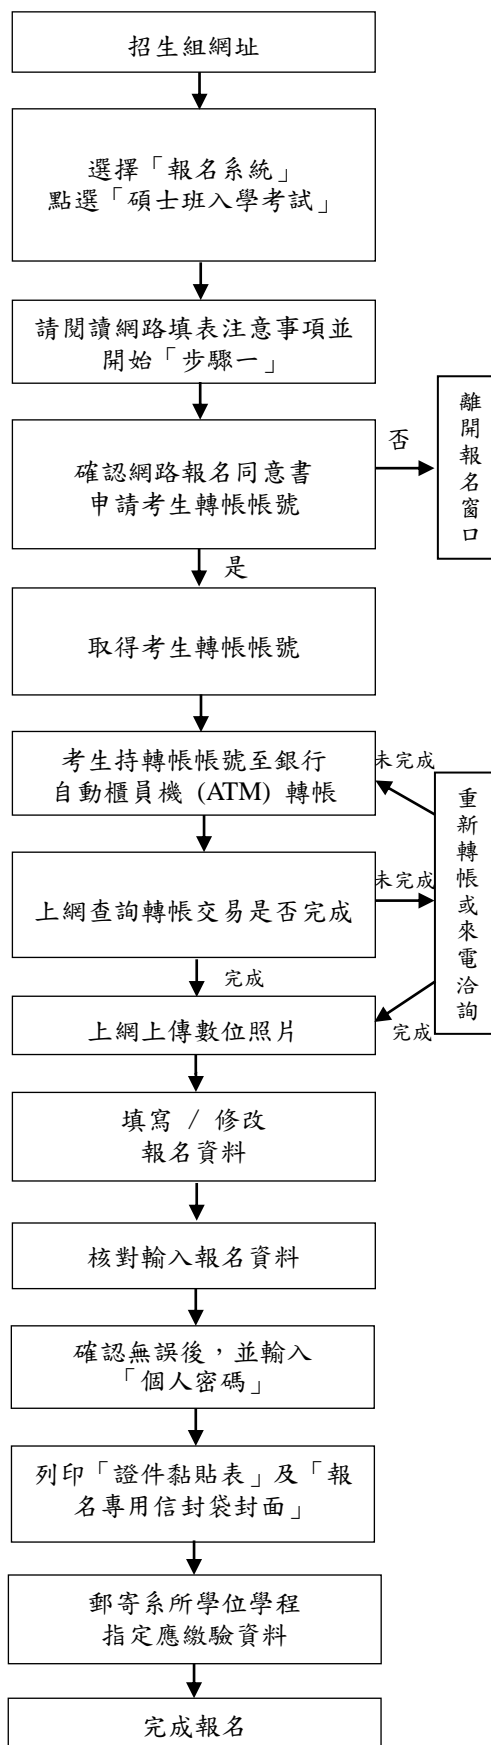 招生組網址
選擇「報名系統」
點選「碩士班入學考試」
請閱讀網路填表注意事項並
開始「步驟一」
確認網路報名同意書
申請考生轉帳帳號
否
離開報名窗口
是
取得考生轉帳帳號
考生持轉帳帳號至銀行
自動櫃員機 (ATM) 轉帳
未完成
重新轉帳或來電洽詢
上網查詢轉帳交易是否完成
未完成
完成
上網上傳數位照片
完成
填寫 / 修改
報名資料
核對輸入報名資料
確認無誤後，並輸入
「個人密碼」
列印「證件黏貼表」及「報
名專用信封袋封面」
郵寄系所學位學程
指定應繳驗資料
完成報名